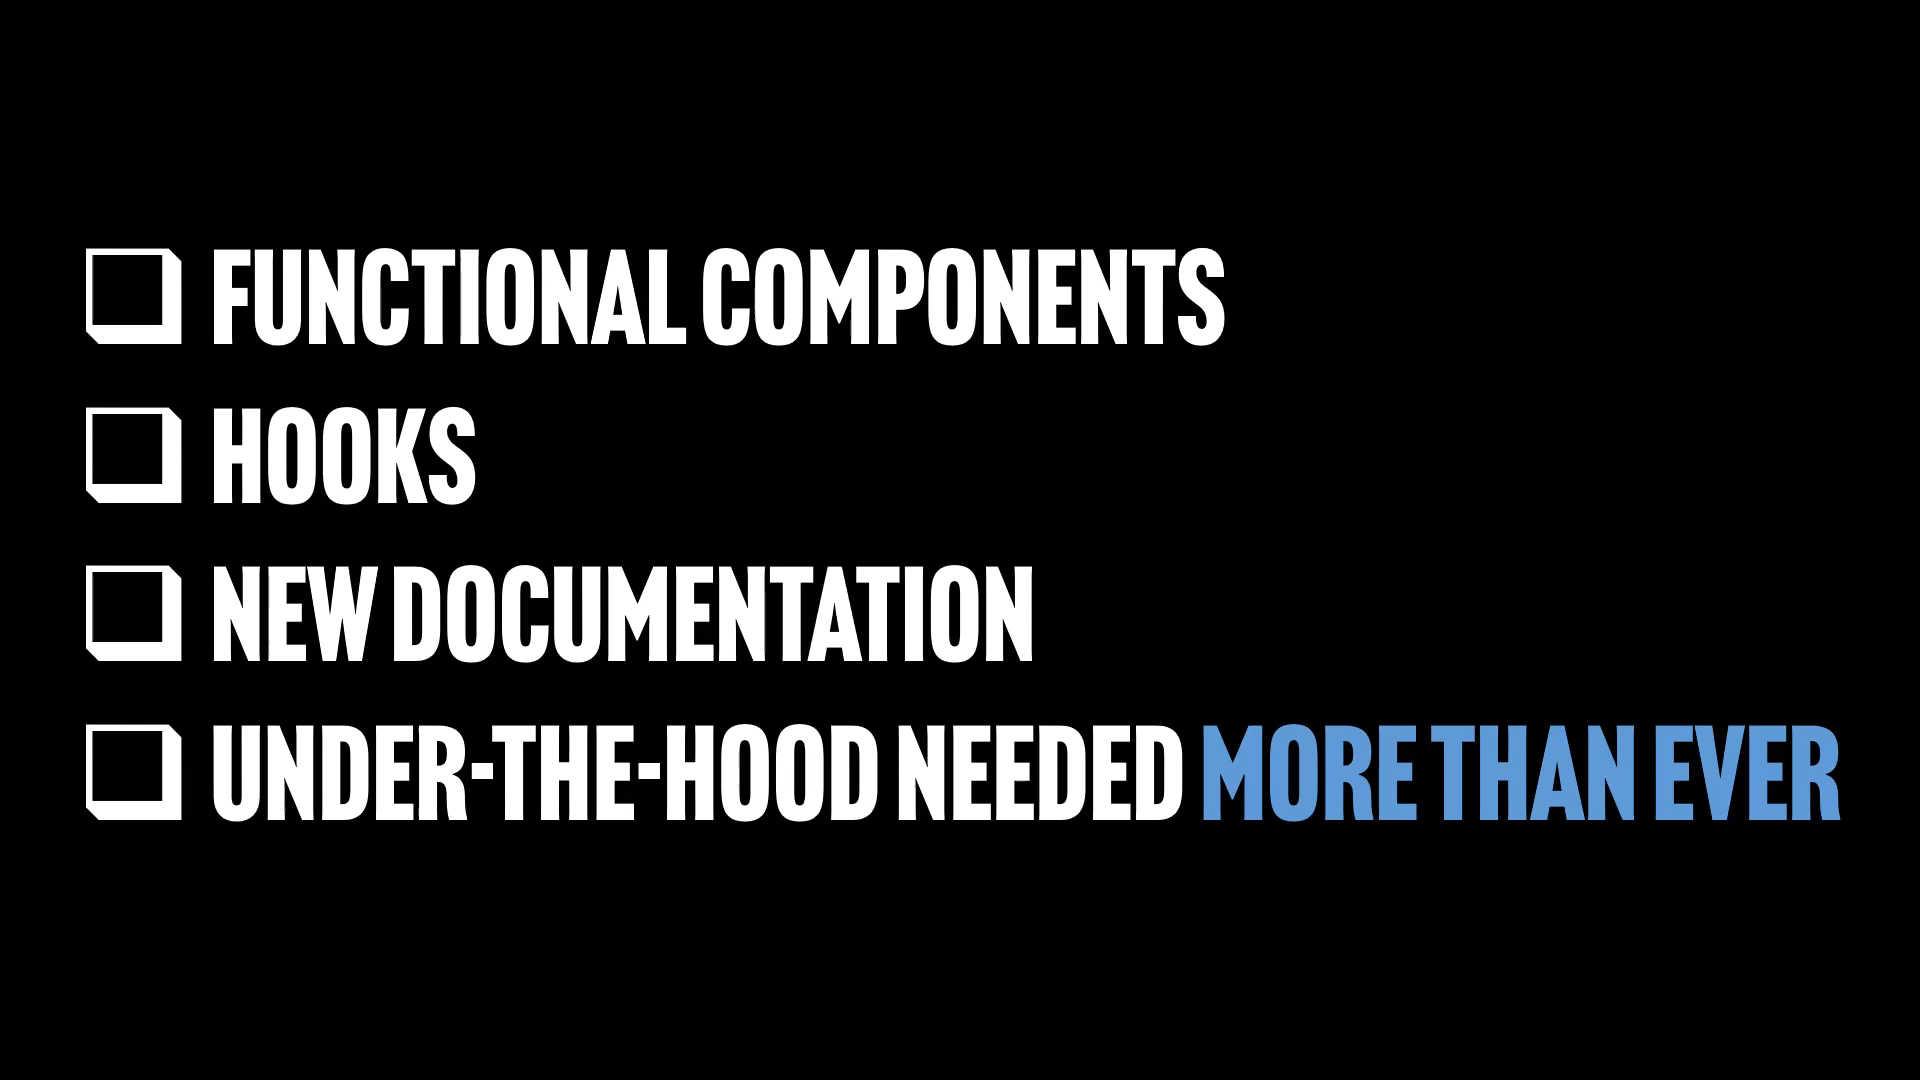 ❏ FUNCTIONAL COMPONENTS
❏ HOOKS
❏ NEW DOCUMENTATION
❏ UNDER-THE-HOOD NEEDED MORE THAN EVER